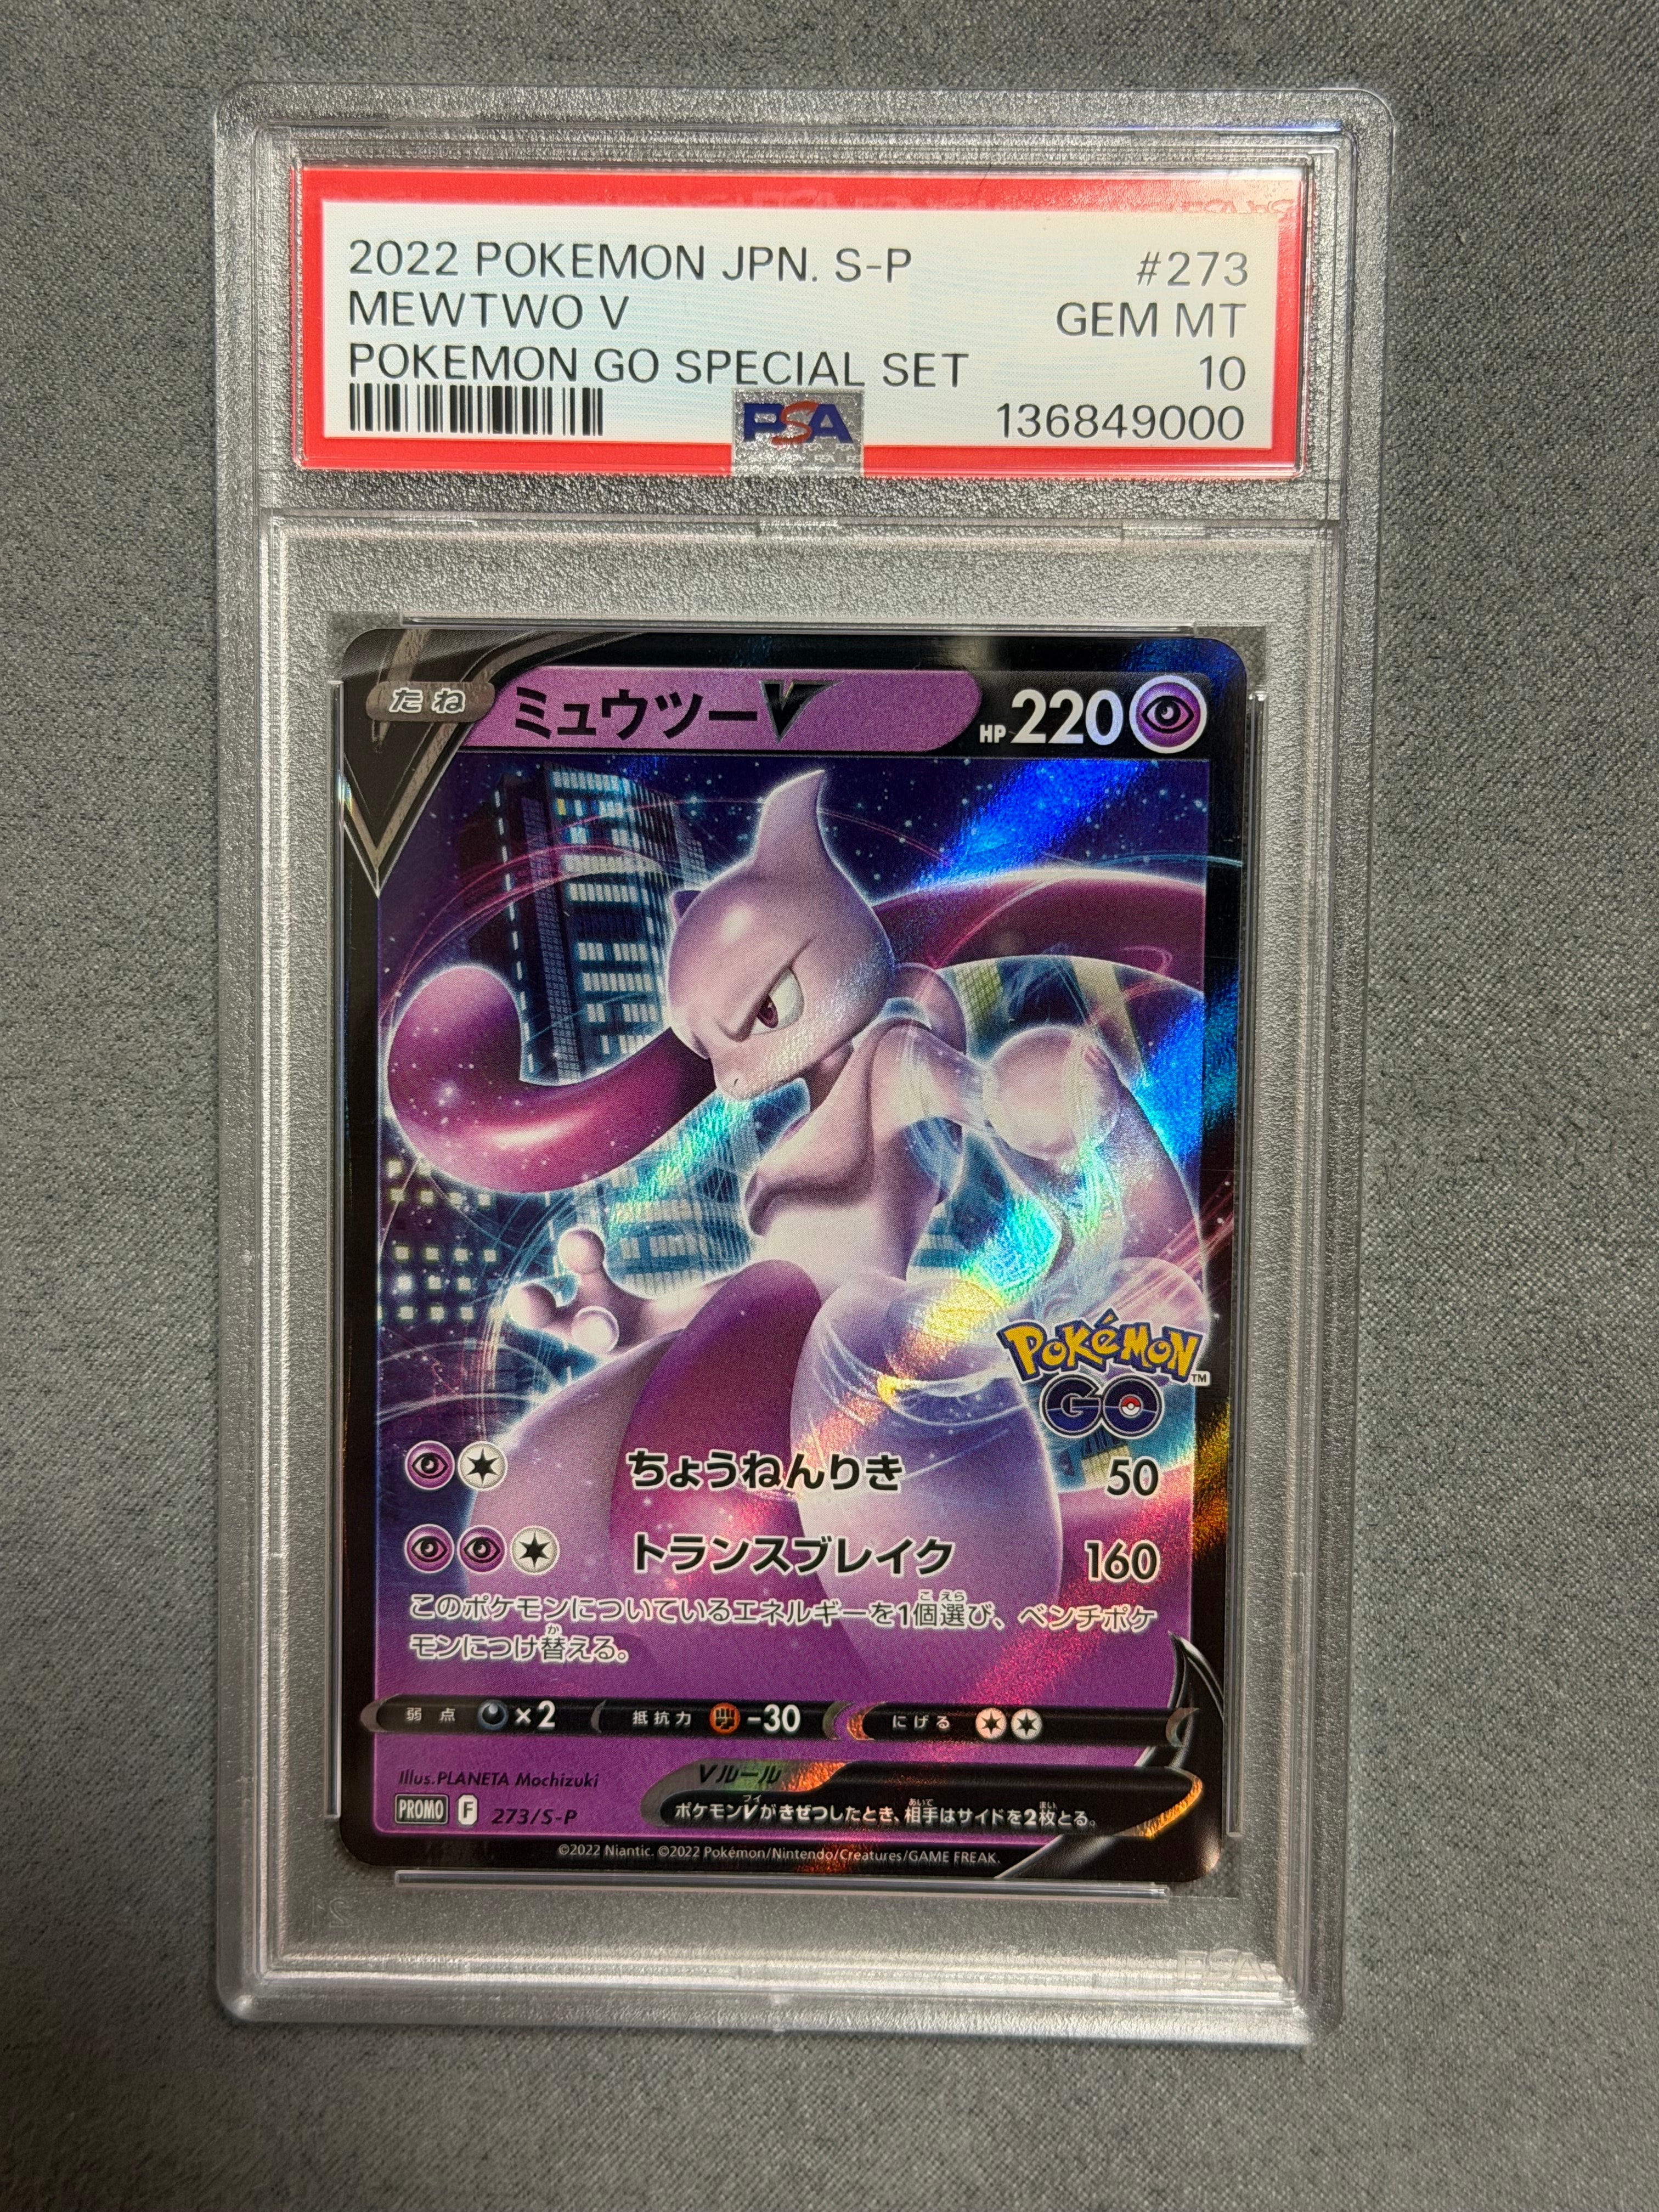 2022 POKEMON JPN. S-P #273
MEWTWO V GEM MT
POKEMON GO SPECIAL SET 10
PSA 136849000
たね ミュウツーV HP 220
Pokémon
GO
TM
ちょうねんりき 50
トランスブレイク 160
このポケモンについているエネルギーを1個選び、ベンチポケ
モンにつけ替える。
弱点 ×2 抵抗力 -30 にげる
Illus.PLANETA Mochizuki
Vルール
PROMO F 273/S-P
ポケモンVがきぜつしたとき、相手はサイドを2枚とる。
©2022 Niantic. ©2022 Pokémon/Nintendo/Creatures/GAME FREAK.
PSA